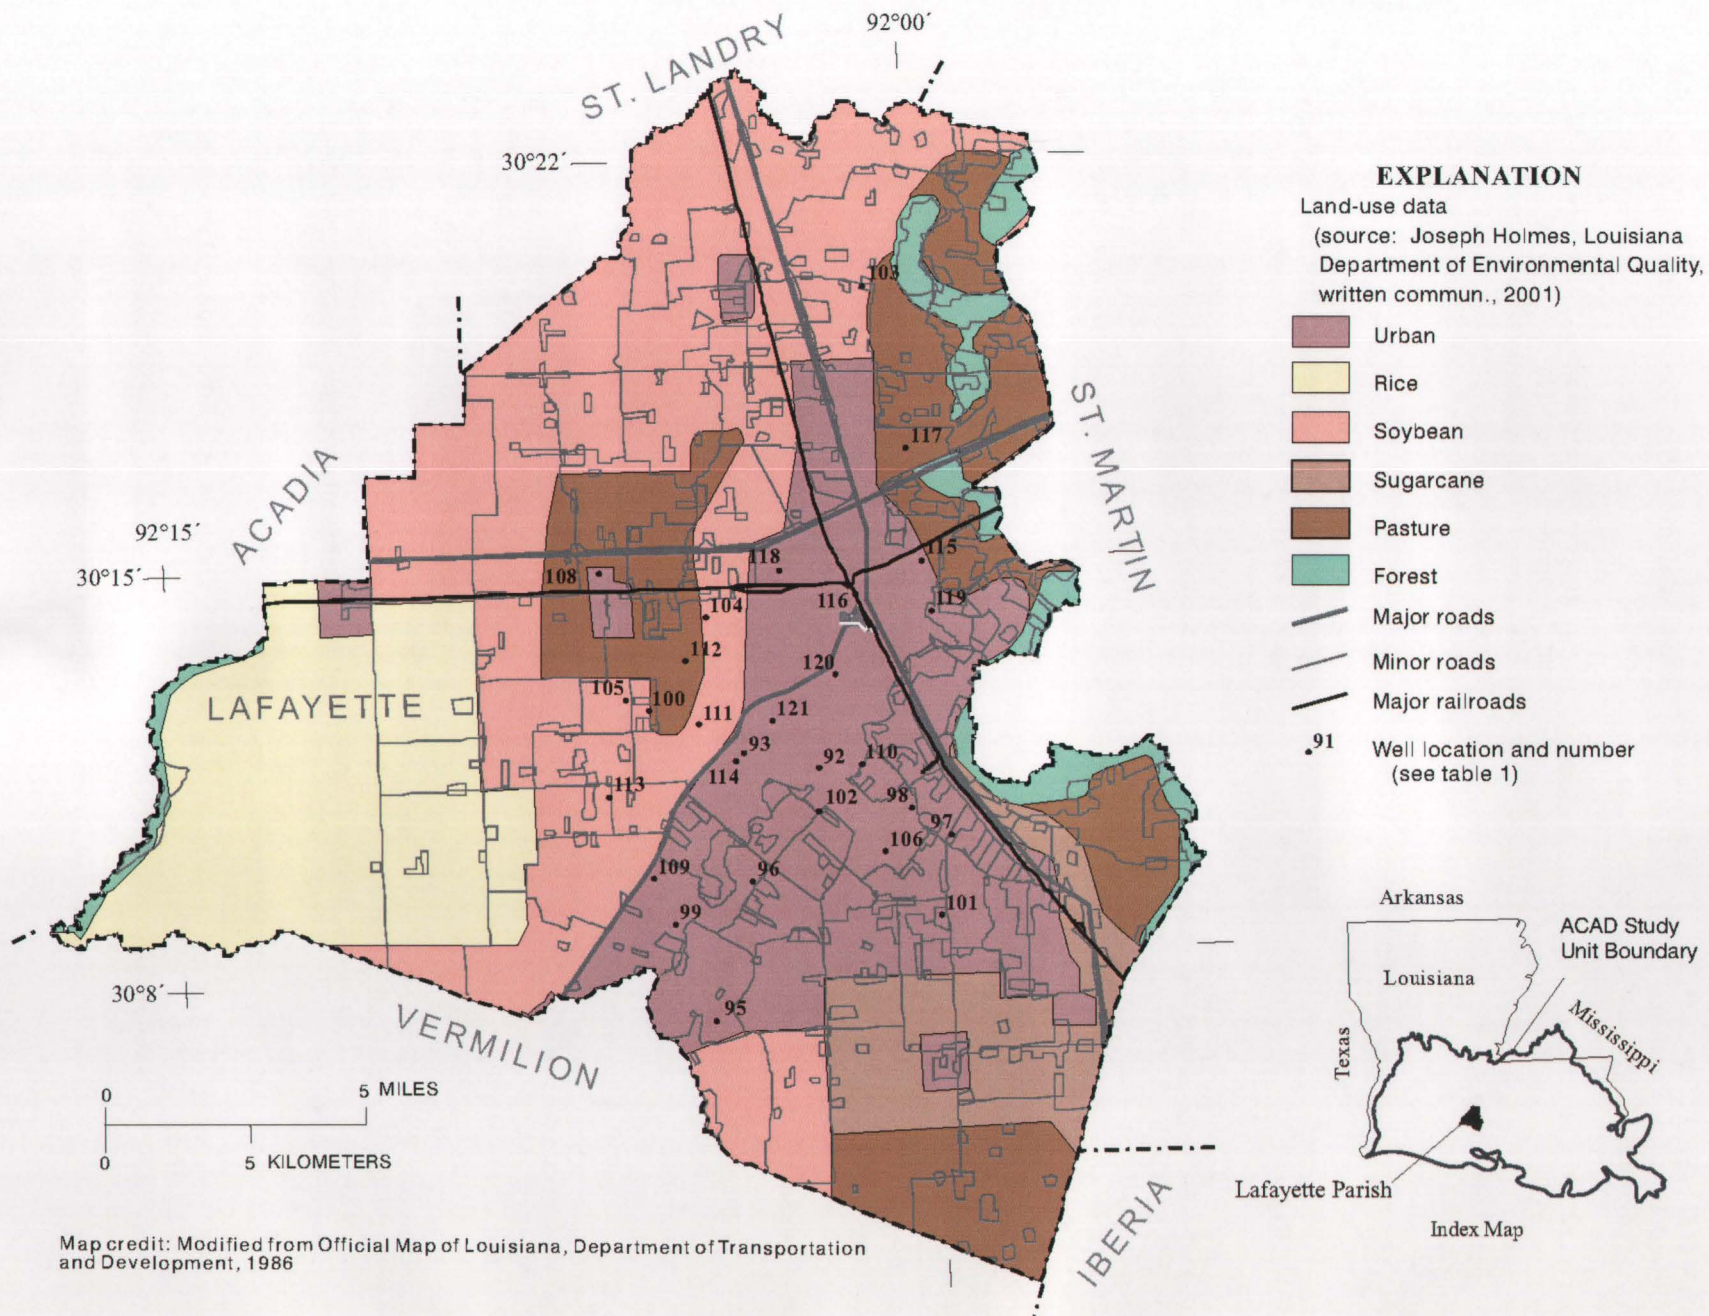 92°00´
ST. LANDRY
30°22´
EXPLANATION
Land-use data
(source: Joseph Holmes, Louisiana
Department of Environmental Quality,
written commun., 2001)
Urban
Rice
Soybean
Sugarcane
Pasture
Forest
Major roads
Minor roads
Major railroads
91
Well location and number
(see table 1)
103
ST. MARTIN
117
ACADIA
92°15´
30°15´
118
115
108
104
116
119
112
120
LAFAYETTE
105
100
111
121
93
114
92
110
113
102
98
97
106
109
96
99
101
30°8´
95
VERMILION
0
5 MILES
0
5 KILOMETERS
IBERIA
Arkansas
ACAD Study
Unit Boundary
Louisiana
Mississippi
Texas
Lafayette Parish
Index Map
Map credit: Modified from Official Map of Louisiana, Department of Transportation
and Development, 1986